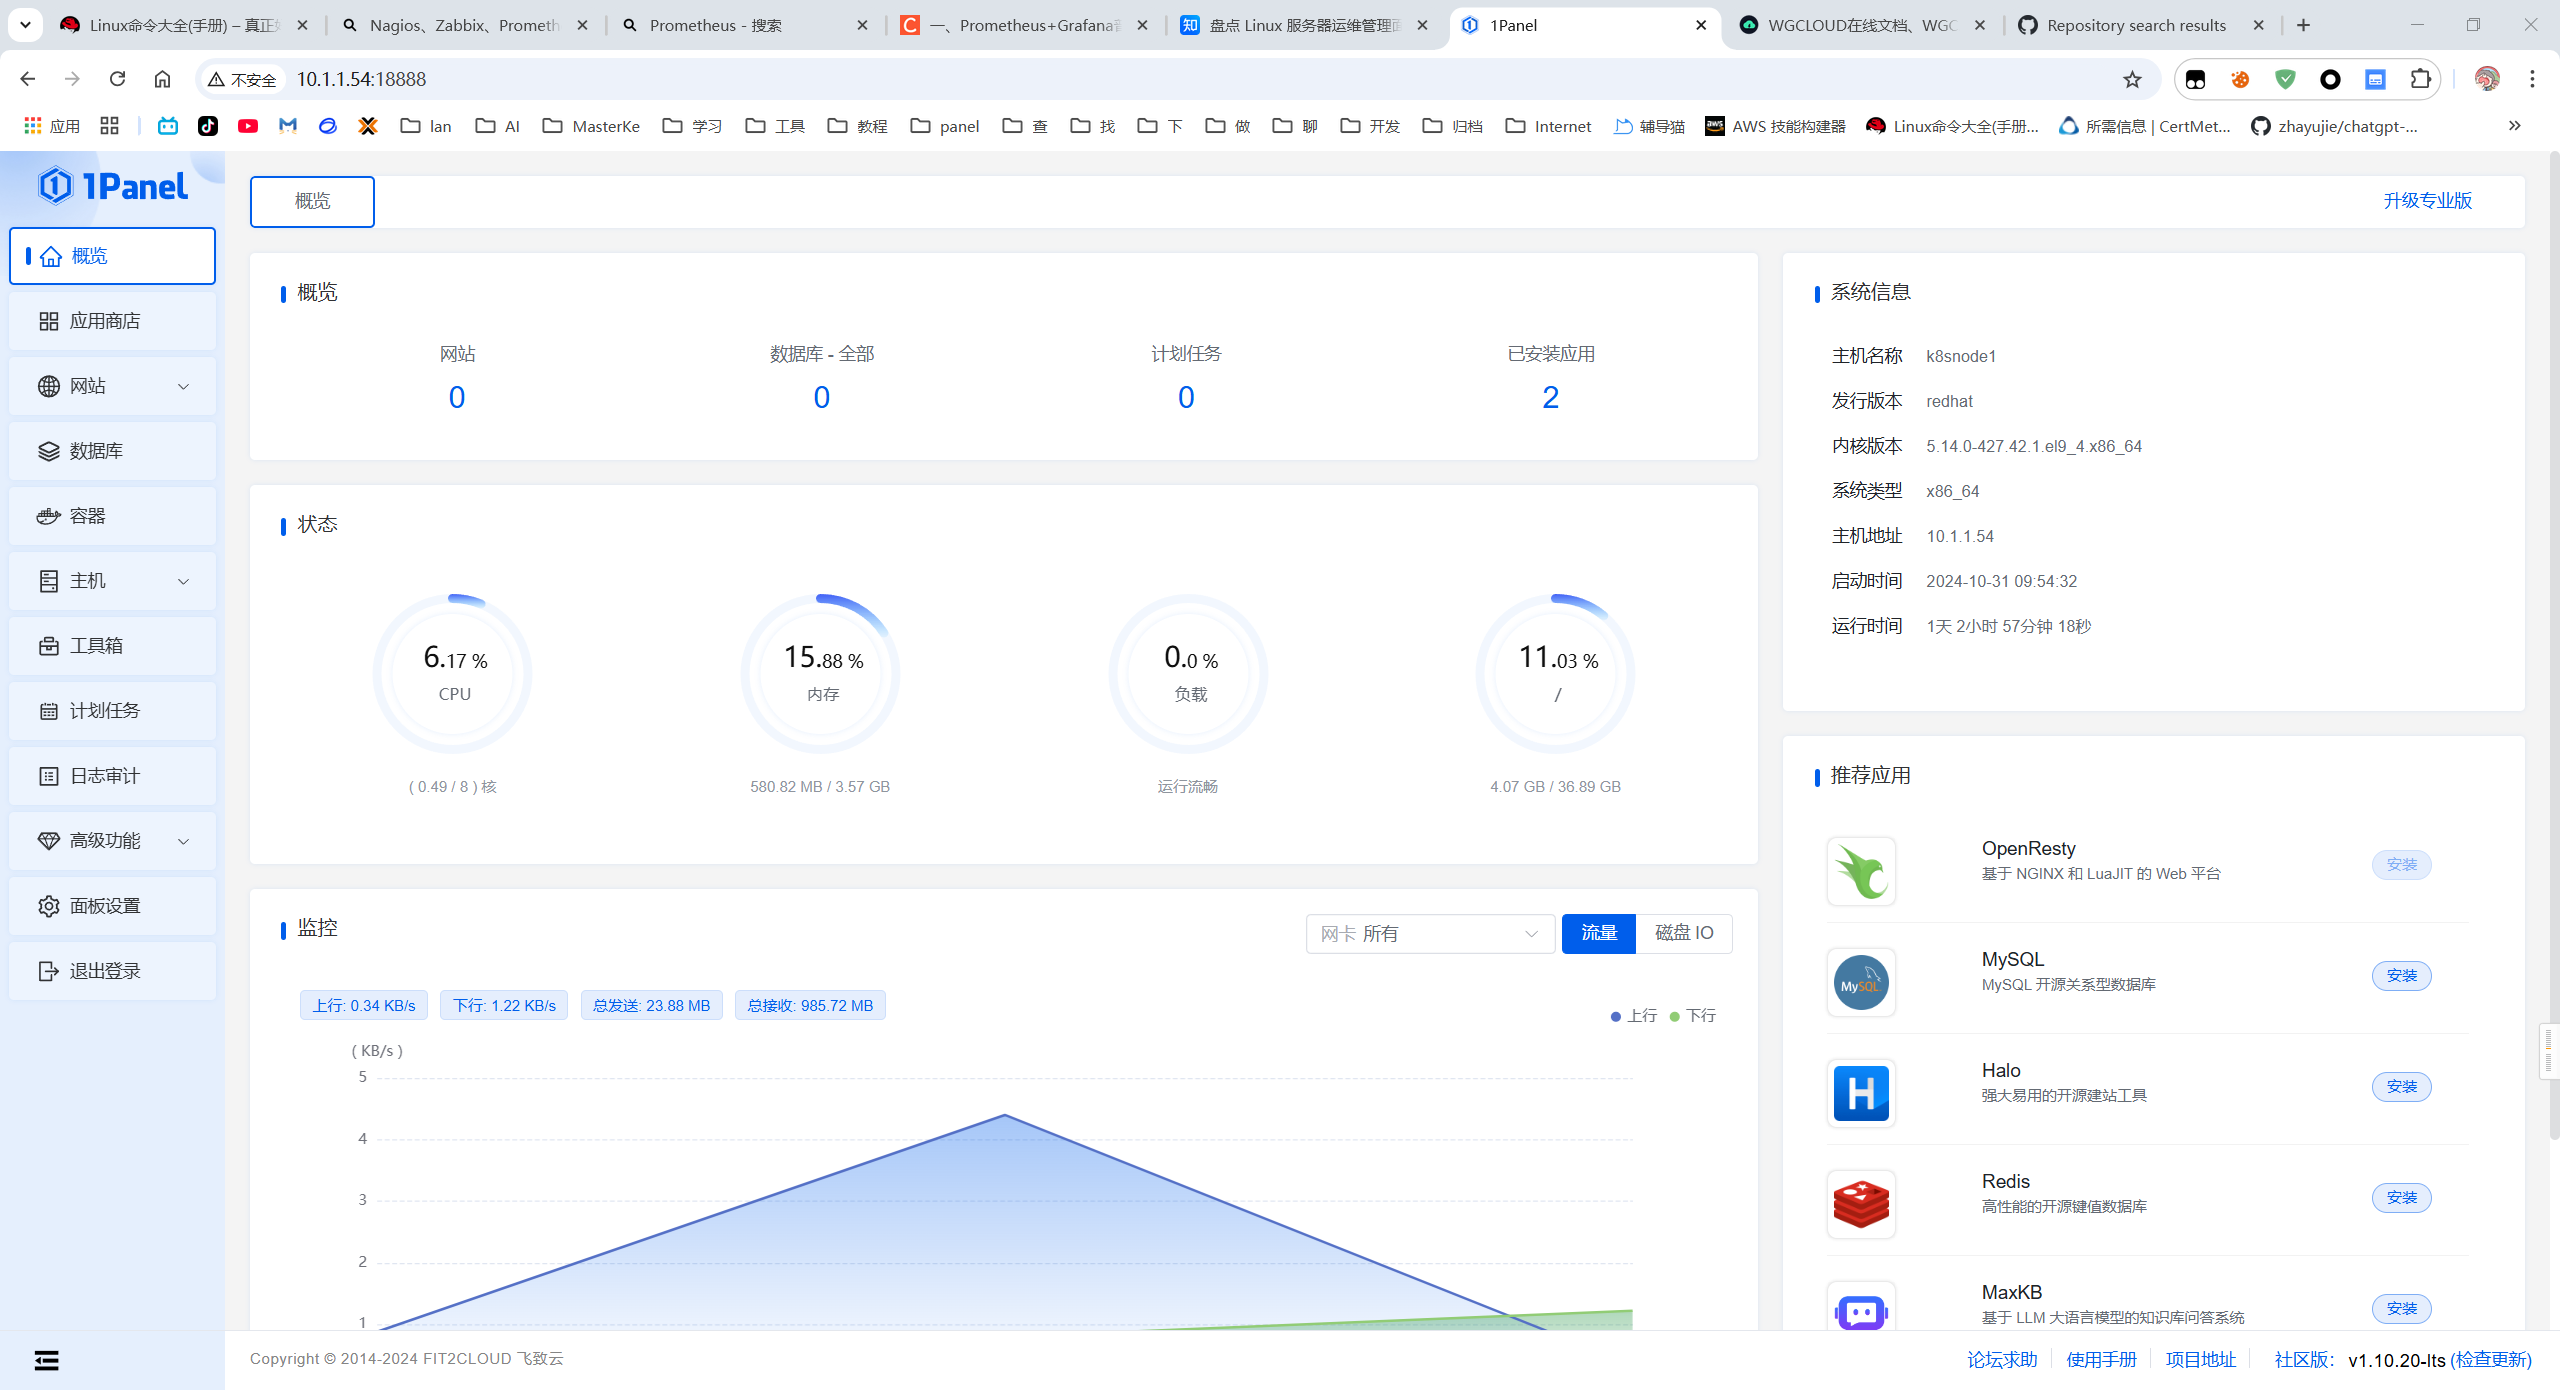 Linux命令大全(手册) – 真正
Nagios、Zabbix、Prometh
Prometheus - 搜索
一、Prometheus+Grafana
盘点 Linux 服务器运维管理面
1Panel
WGCLOUD在线文档、WGC
Repository search results
不安全
10.1.1.54:18888
应用
lan
AI
MasterKe
学习
工具
教程
panel
查
找
下
做
聊
开发
归档
Internet
辅导猫
AWS 技能构建器
Linux命令大全(手册...
所需信息 | CertMet...
zhayujie/chatgpt-...
1Panel
概览
应用商店
网站
数据库
容器
主机
工具箱
计划任务
日志审计
高级功能
面板设置
退出登录
概览
升级专业版
概览
网站
数据库 - 全部
计划任务
已安装应用
0
0
0
2
状态
6.17 %
CPU
( 0.49 / 8 ) 核
15.88 %
内存
580.82 MB / 3.57 GB
0.0 %
负载
运行流畅
11.03 %
/
4.07 GB / 36.89 GB
监控
网卡 所有
流量
磁盘 IO
上行: 0.34 KB/s
下行: 1.22 KB/s
总发送: 23.88 MB
总接收: 985.72 MB
上行
下行
( KB/s )
5
4
3
2
1
系统信息
主机名称 k8snode1
发行版本 redhat
内核版本 5.14.0-427.42.1.el9_4.x86_64
系统类型 x86_64
主机地址 10.1.1.54
启动时间 2024-10-31 09:54:32
运行时间 1天 2小时 57分钟 18秒
推荐应用
OpenResty
基于 NGINX 和 LuaJIT 的 Web 平台
安装
MySQL
MySQL
MySQL 开源关系型数据库
安装
Halo
强大易用的开源建站工具
安装
Redis
高性能的开源键值数据库
安装
MaxKB
基于 LLM 大语言模型的知识库问答系统
安装
Copyright © 2014-2024 FIT2CLOUD 飞致云
论坛求助
使用手册
项目地址
社区版: v1.10.20-lts (检查更新)